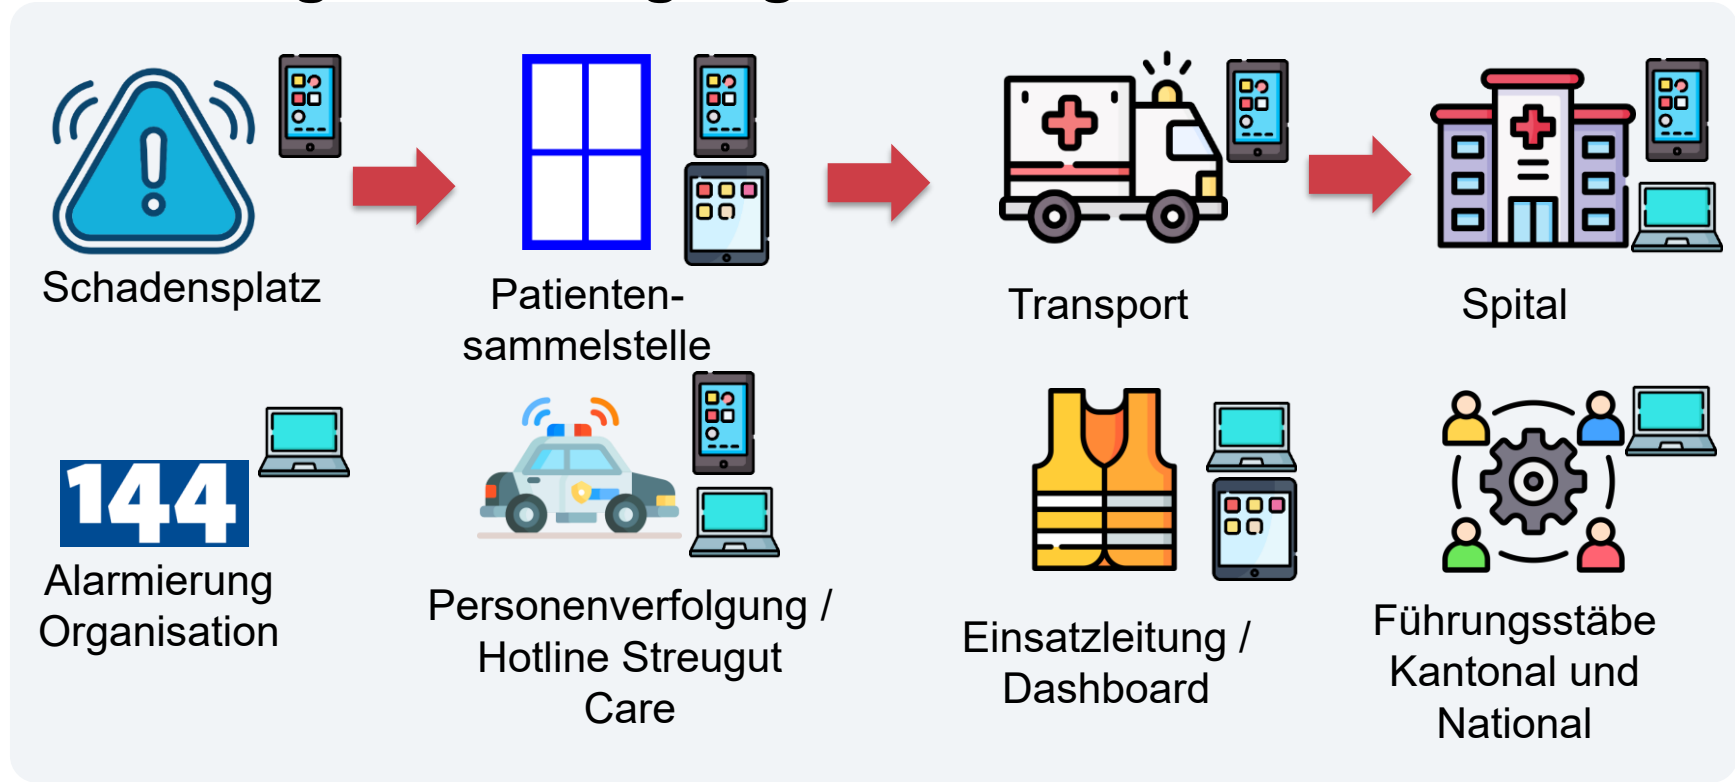 Schadensplatz
Patienten-
sammelstelle
Transport
Spital
144
Alarmierung
Organisation
Personenverfolgung /
Hotline Streugut
Care
Einsatzleitung /
Dashboard
Führungsstäbe
Kantonal und
National